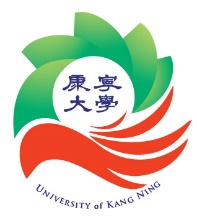 康寧
大學
UNIVERSITY of KANG NING